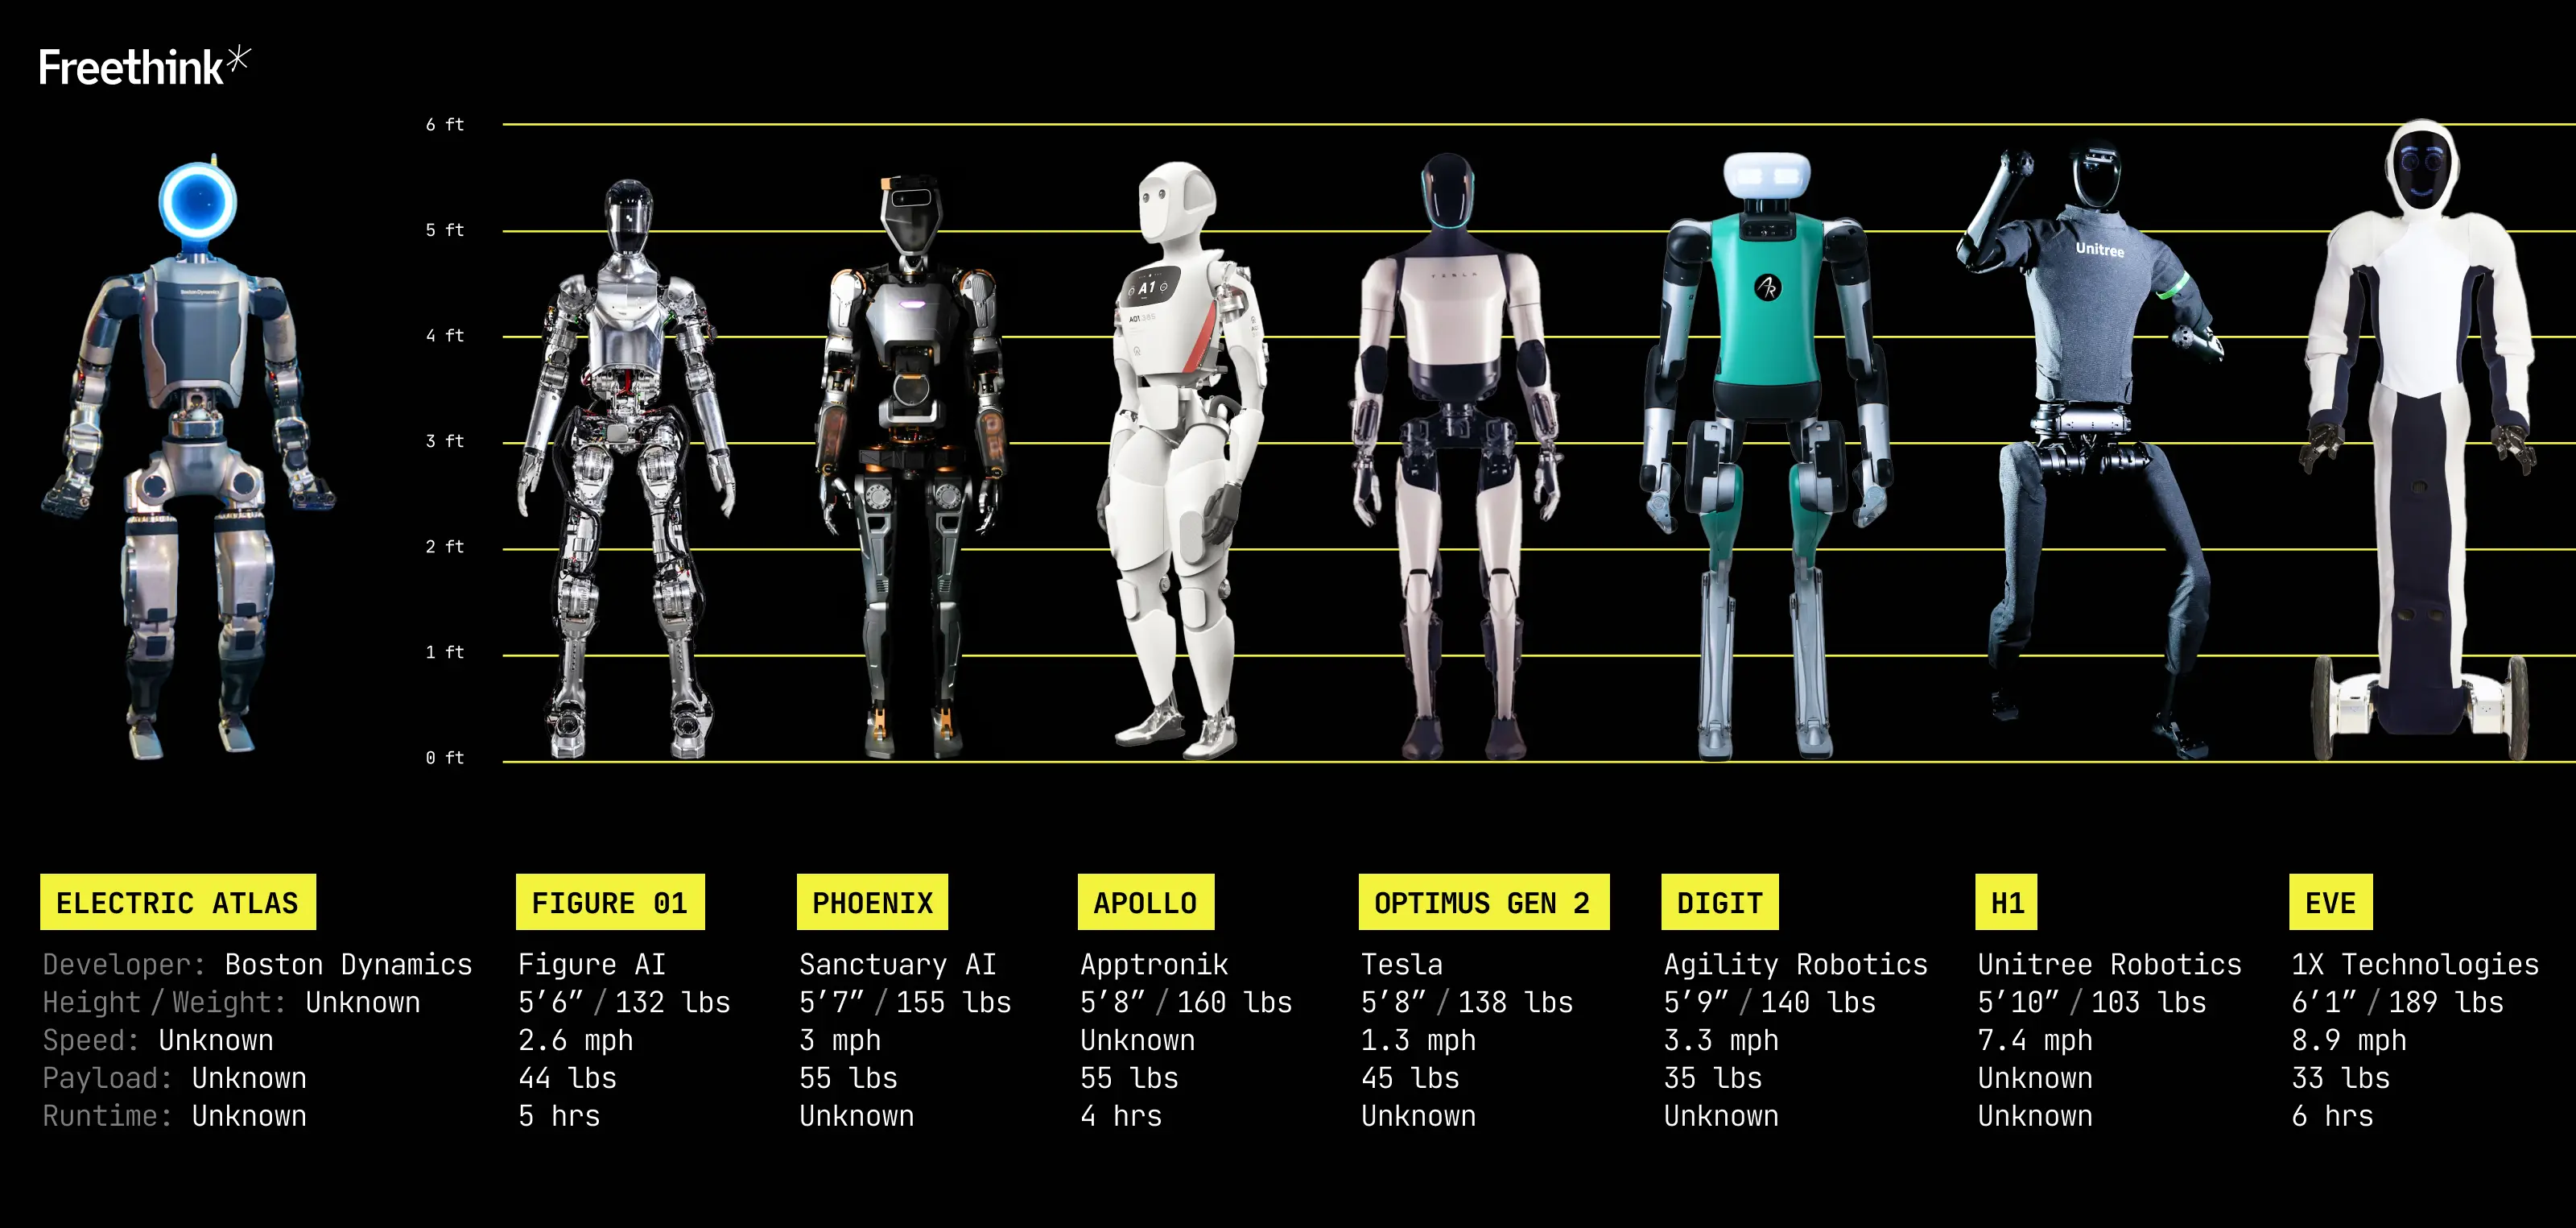 Freethink*
6 ft
5 ft
4 ft
3 ft
2 ft
1 ft
0 ft
BostonDynamics
A1
TESLA
AR
Unitree
ELECTRIC ATLAS
Developer: Boston Dynamics
Height / Weight: Unknown
Speed: Unknown
Payload: Unknown
Runtime: Unknown
FIGURE 01
Figure AI
5’6” / 132 lbs
2.6 mph
44 lbs
5 hrs
PHOENIX
Sanctuary AI
5’7” / 155 lbs
3 mph
55 lbs
Unknown
APOLLO
Apptronik
5’8” / 160 lbs
Unknown
55 lbs
4 hrs
OPTIMUS GEN 2
Tesla
5’8” / 138 lbs
1.3 mph
45 lbs
Unknown
DIGIT
Agility Robotics
5’9” / 140 lbs
3.3 mph
35 lbs
Unknown
H1
Unitree Robotics
5’10” / 103 lbs
7.4 mph
Unknown
Unknown
EVE
1X Technologies
6’1” / 189 lbs
8.9 mph
33 lbs
6 hrs